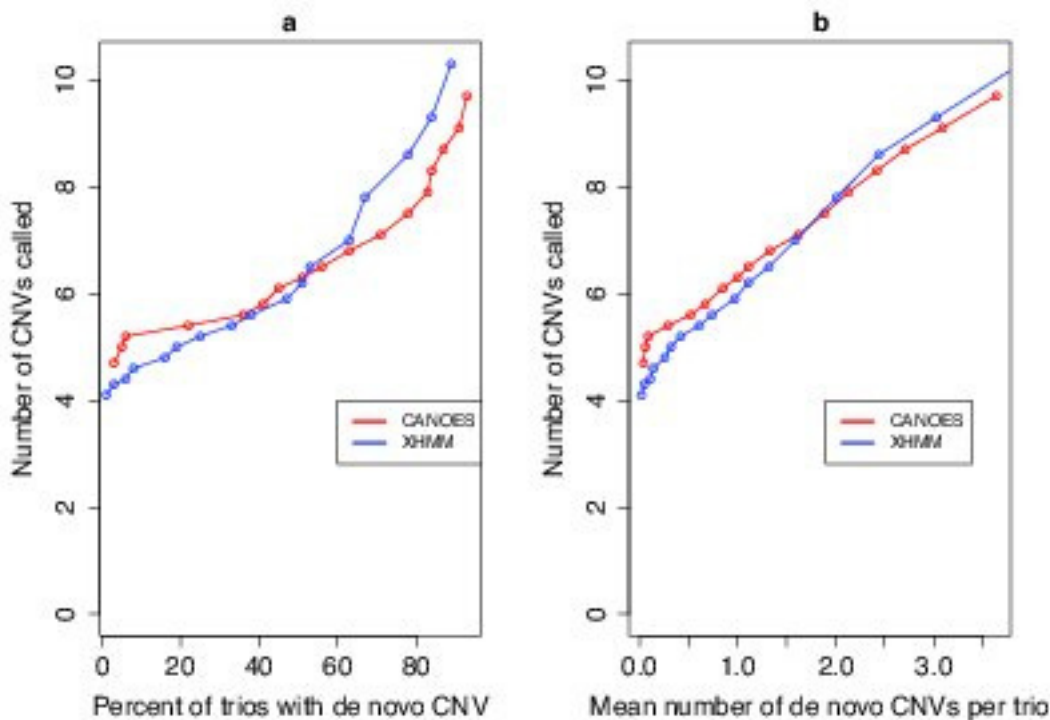 a
Number of CNVs called
10
8
6
4
2
0
CANOES
XHMM
0 20 40 60 80
Percent of trios with de novo CNV
b
Number of CNVs called
10
8
6
4
2
0
CANOES
XHMM
0.0 1.0 2.0 3.0
Mean number of de novo CNVs per trio